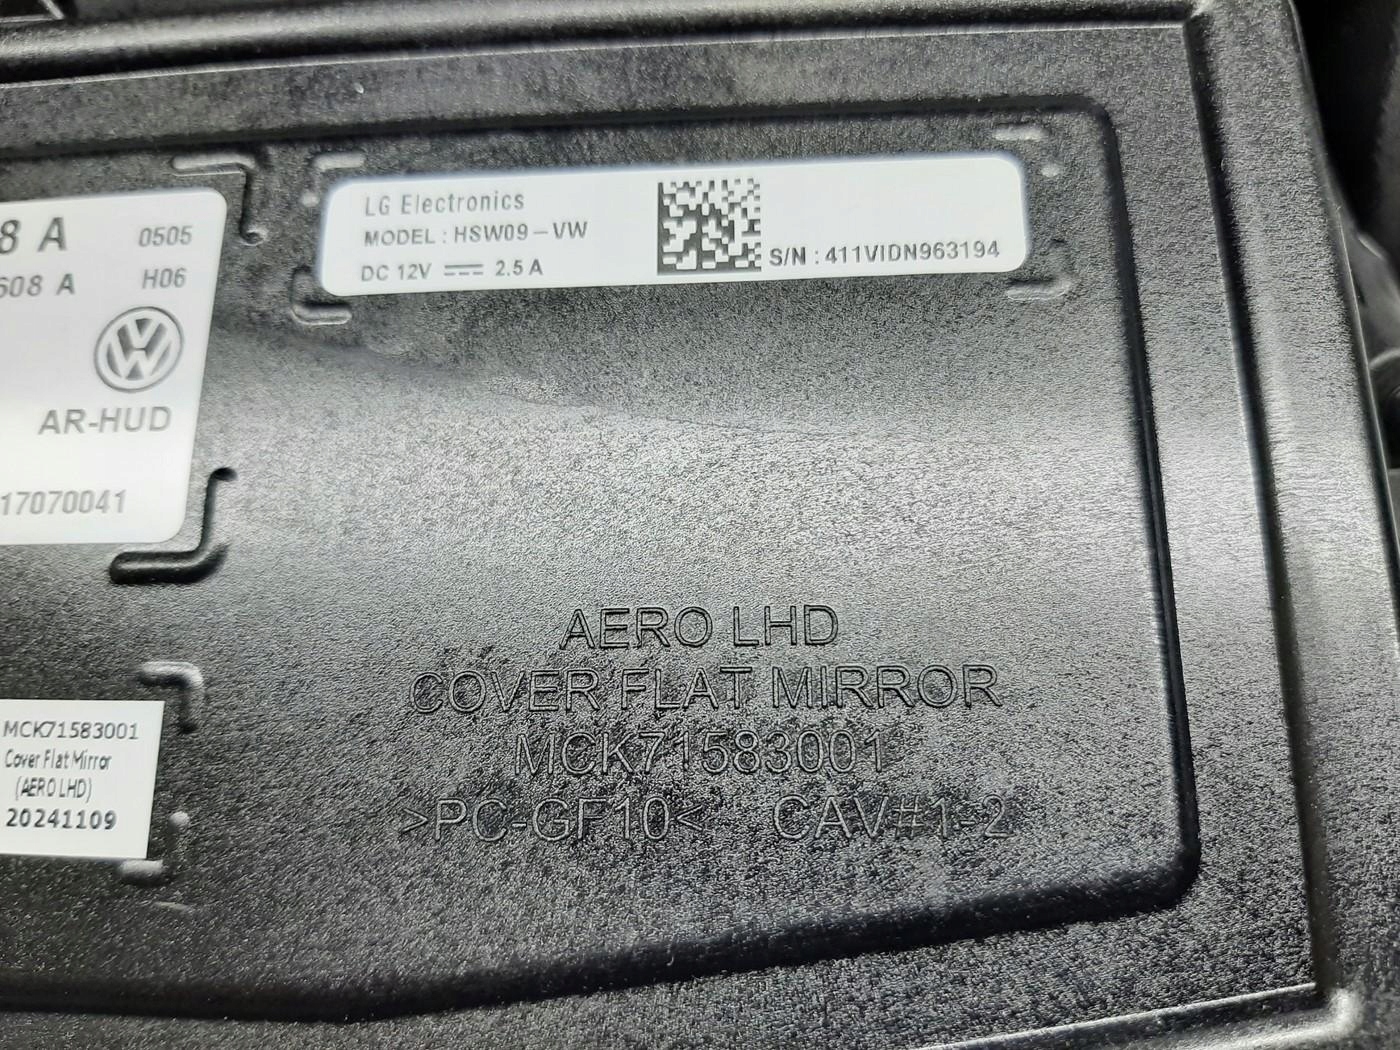 8 A 0505
608 A H06
VW
AR-HUD
17070041
LG Electronics
MODEL : HSW09-VW
DC 12V ⎓ 2.5 A
S/N : 411VIDN963194
AERO LHD
COVER FLAT MIRROR
MCK71583001
>PC-GF10< CAV#1-2
MCK71583001
Cover Flat Mirror
(AERO LHD)
20241109